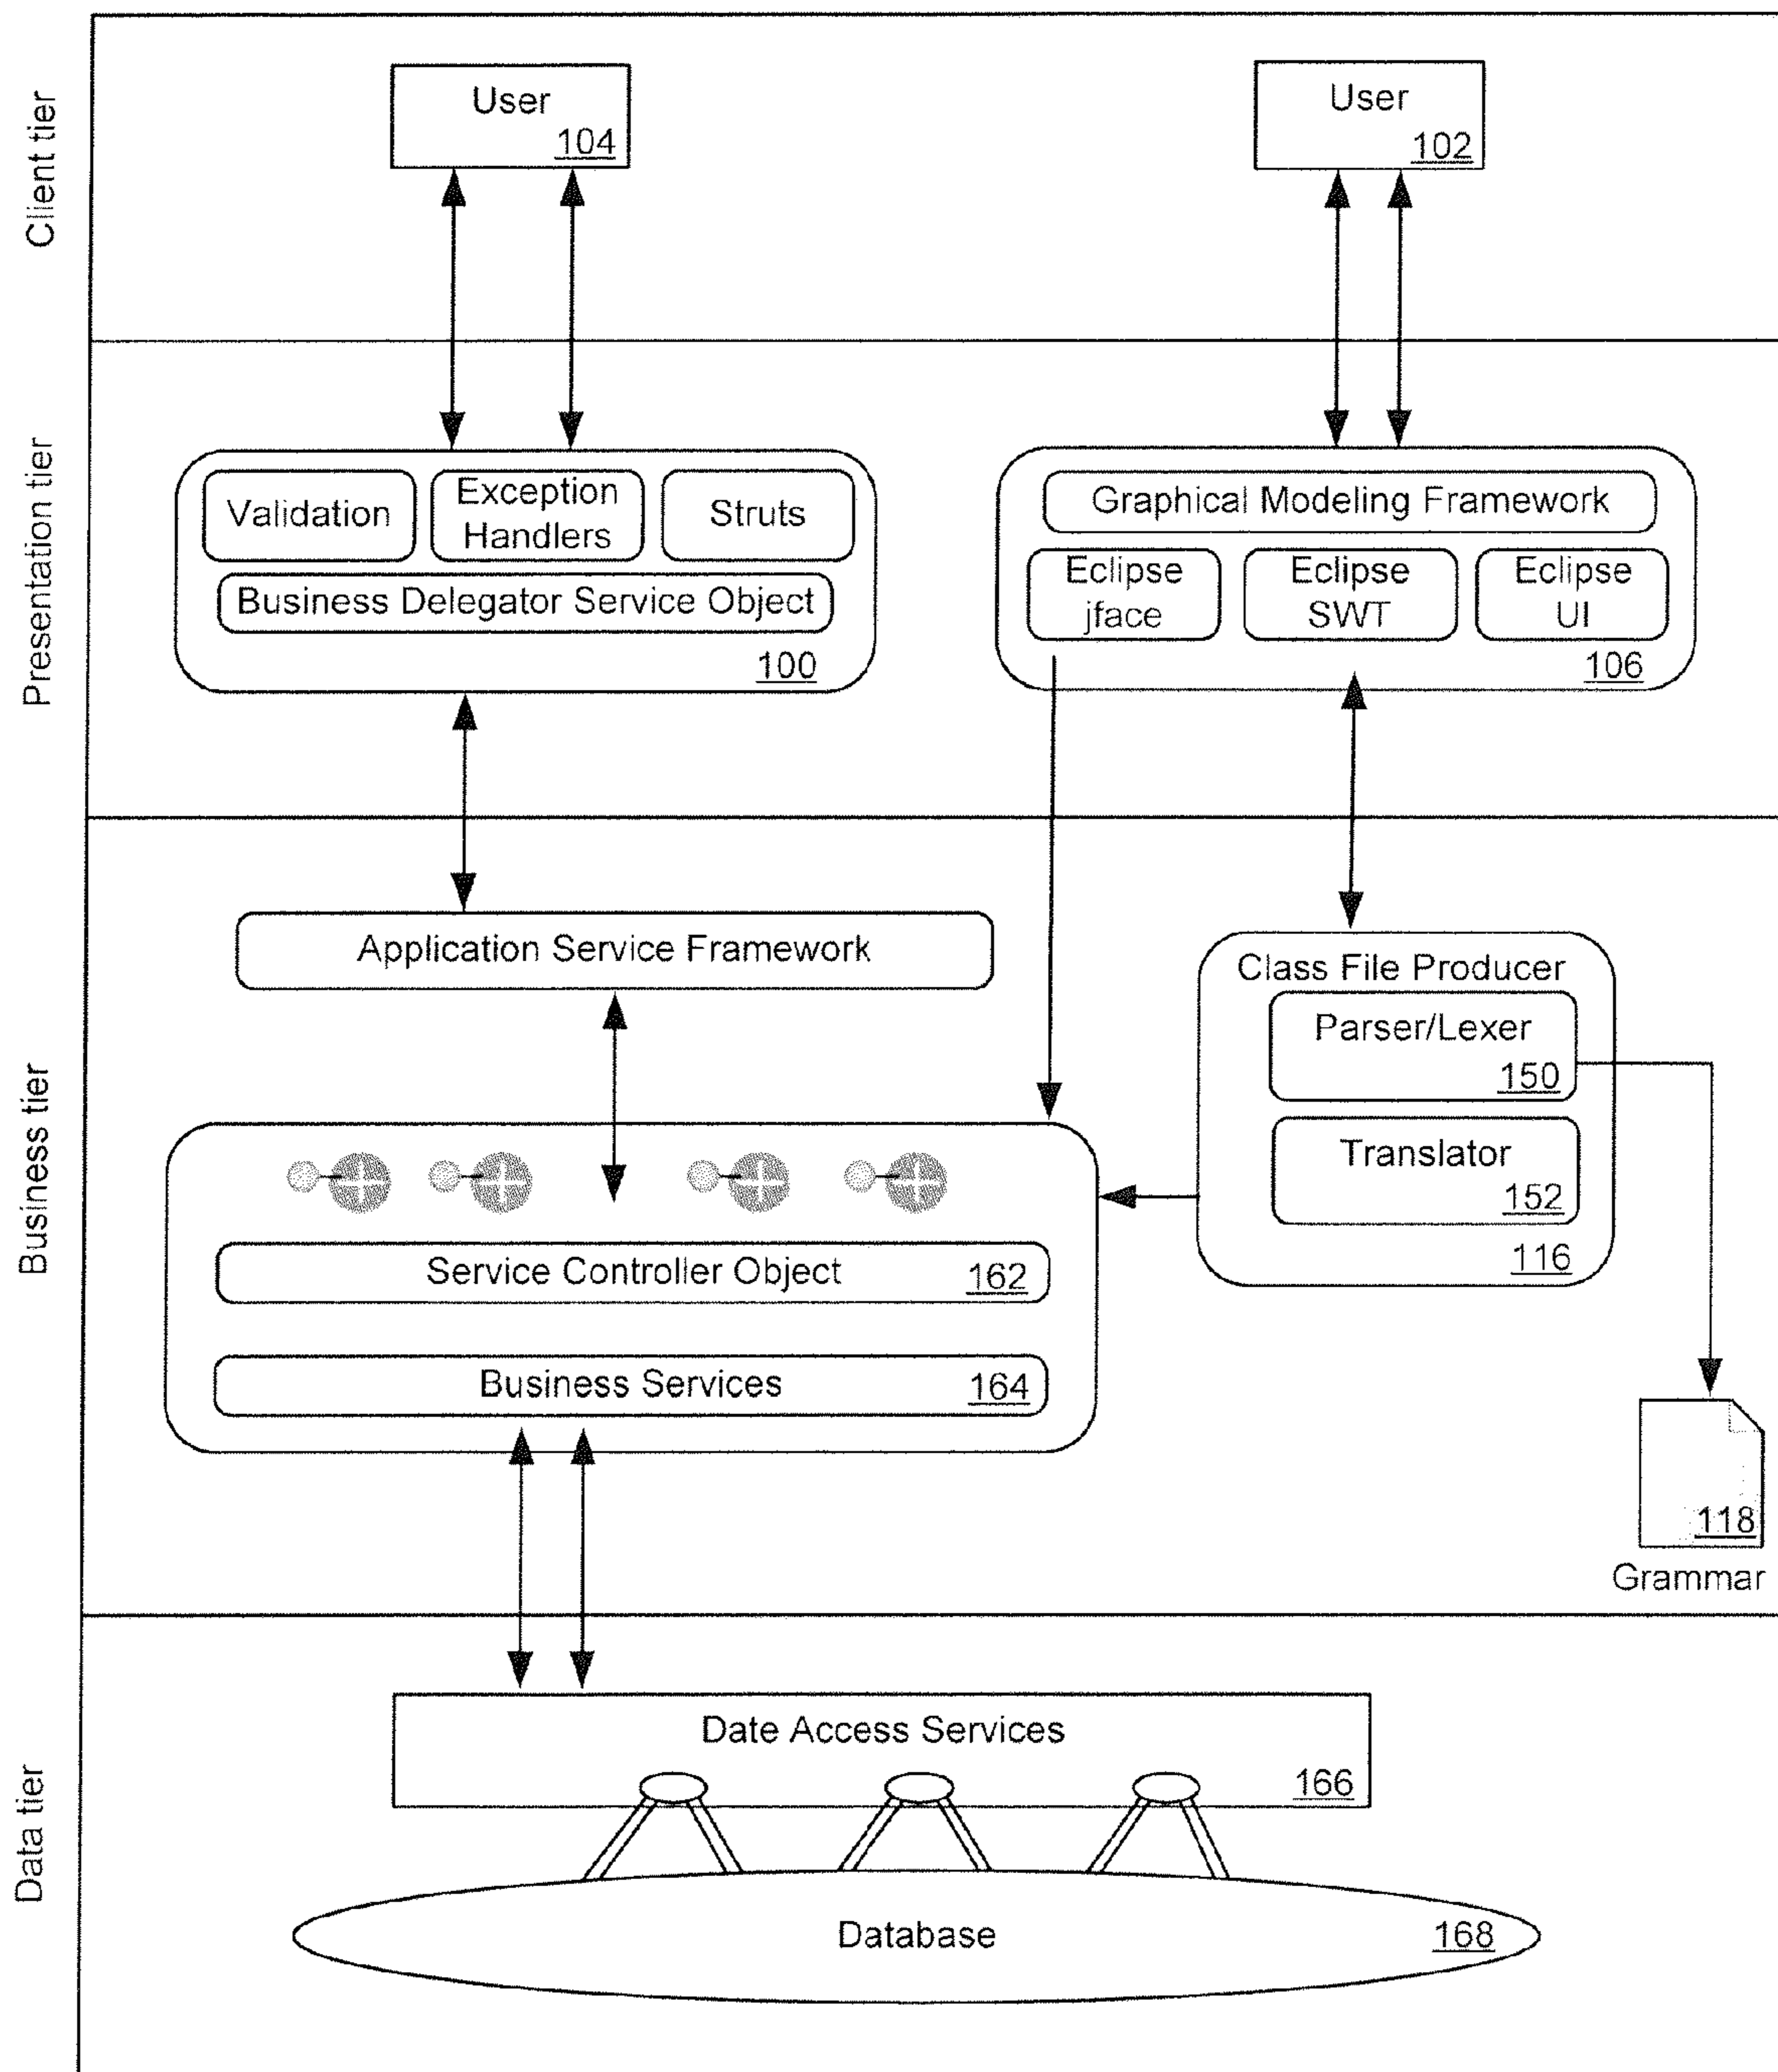 Client tier
User
104
User
102
Presentation tier
Validation
Exception
Handlers
Struts
Business Delegator Service Object
100
Graphical Modeling Framework
Eclipse
jface
Eclipse
SWT
Eclipse
UI
106
Business tier
Application Service Framework
Class File Producer
Parser/Lexer
150
Translator
152
116
Service Controller Object
162
Business Services
164
118
Grammar
Data tier
Date Access Services
166
Database
168